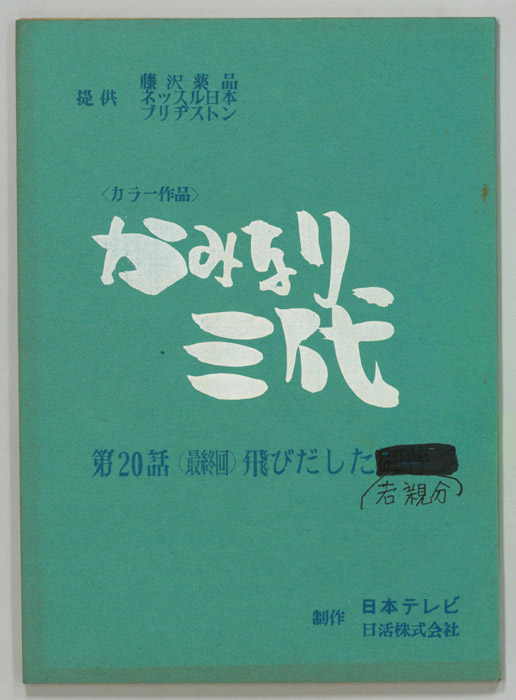 提供
藤沢薬品
ネッスル日本
ブリヂストン
〈カラー作品〉
かみなり
三代
第20話(最終回)飛びだした
(若親分)
制作
日本テレビ
日活株式会社